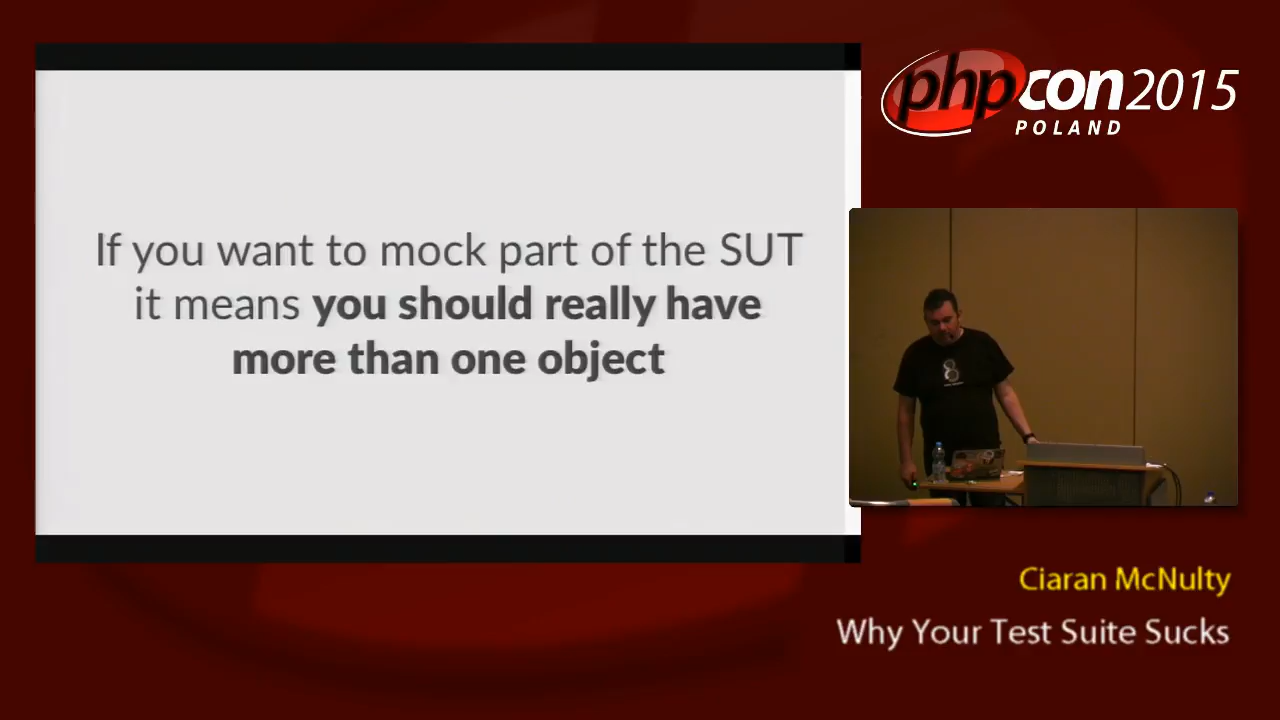 If you want to mock part of the SUT
it means you should really have
more than one object
phpcon2015
POLAND
Ciaran McNulty
Why Your Test Suite Sucks